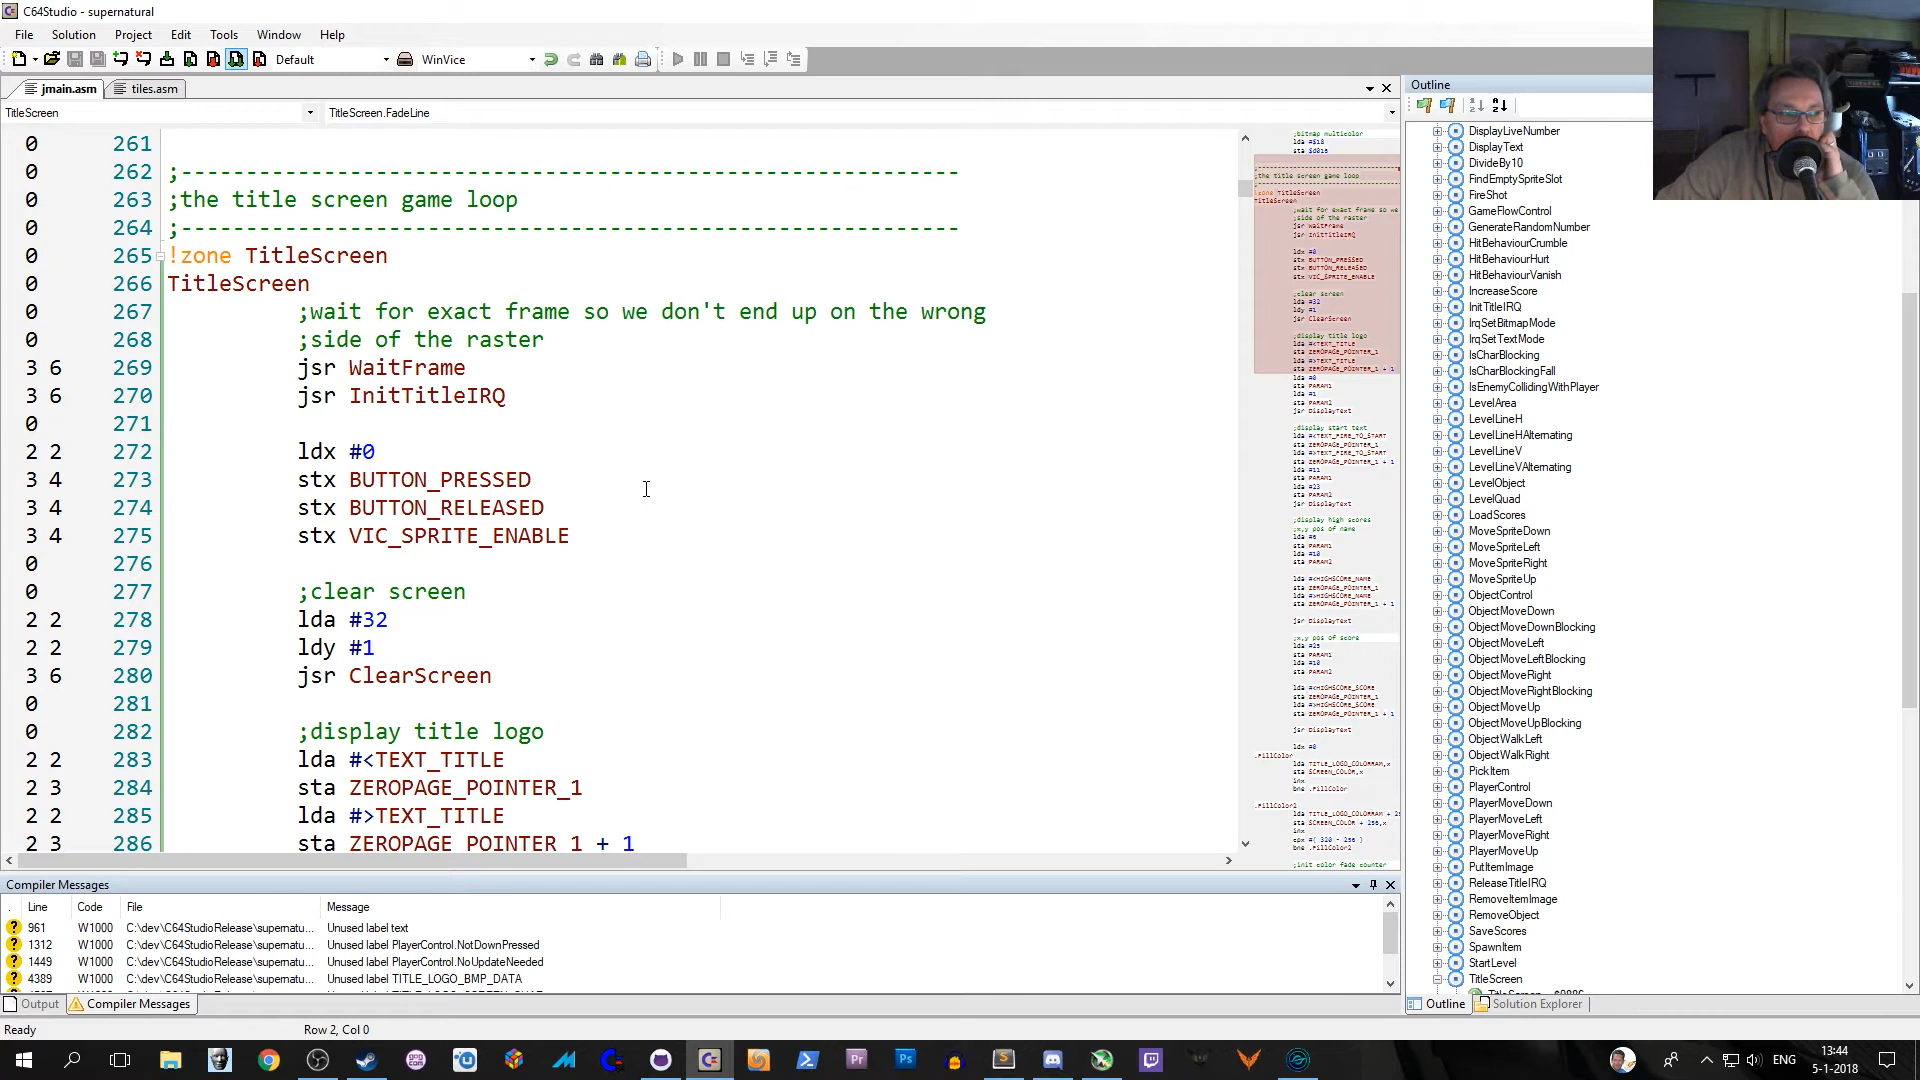 C64Studio - supernatural
File Solution Project Edit Tools Window Help
Default WinVice
jmain.asm tiles.asm
TitleScreen TitleScreen.FadeLine
0 261
0 262 ;------------------------------------------------------------
0 263 ;the title screen game loop
0 264 ;------------------------------------------------------------
0 265 !zone TitleScreen
0 266 TitleScreen
0 267 ;wait for exact frame so we don't end up on the wrong
0 268 ;side of the raster
3 6 269 jsr WaitFrame
3 6 270 jsr InitTitleIRQ
0 271
2 2 272 ldx #0
3 4 273 stx BUTTON_PRESSED
3 4 274 stx BUTTON_RELEASED
3 4 275 stx VIC_SPRITE_ENABLE
0 276
0 277 ;clear screen
2 2 278 lda #32
2 2 279 ldy #1
3 6 280 jsr ClearScreen
0 281
0 282 ;display title logo
2 2 283 lda #<TEXT_TITLE
2 3 284 sta ZEROPAGE_POINTER_1
2 2 285 lda #>TEXT_TITLE
2 3 286 sta ZEROPAGE_POINTER_1 + 1
Outline
DisplayLiveNumber
DisplayText
DivideBy10
FindEmptySpriteSlot
FireShot
GameFlowControl
GenerateRandomNumber
HitBehaviourCrumble
HitBehaviourHurt
HitBehaviourVanish
IncreaseScore
InitTitleIRQ
IrqSetBitmapMode
IrqSetTextMode
IsCharBlocking
IsCharBlockingFall
IsEnemyCollidingWithPlayer
LevelArea
LevelLineH
LevelLineHAlternating
LevelLineV
LevelLineVAlternating
LevelObject
LevelQuad
LoadScores
MoveSpriteDown
MoveSpriteLeft
MoveSpriteRight
MoveSpriteUp
ObjectControl
ObjectMoveDown
ObjectMoveDownBlocking
ObjectMoveLeft
ObjectMoveLeftBlocking
ObjectMoveRight
ObjectMoveRightBlocking
ObjectMoveUp
ObjectMoveUpBlocking
ObjectWalkLeft
ObjectWalkRight
PickItem
PlayerControl
PlayerMoveDown
PlayerMoveLeft
PlayerMoveRight
PlayerMoveUp
PutItemImage
ReleaseTitleIRQ
RemoveItemImage
RemoveObject
SaveScores
SpawnItem
StartLevel
TitleScreen
Outline Solution Explorer
Compiler Messages
. Line Code File Message
961 W1000 C:\dev\C64StudioRelease\supernatu... Unused label text
1312 W1000 C:\dev\C64StudioRelease\supernatu... Unused label PlayerControl.NotDownPressed
1449 W1000 C:\dev\C64StudioRelease\supernatu... Unused label PlayerControl.NoUpdateNeeded
4389 W1000 C:\dev\C64StudioRelease\supernatu... Unused label TITLE_LOGO_BMP_DATA
Output Compiler Messages
Ready Row 2, Col 0
ENG 13:44
5-1-2018